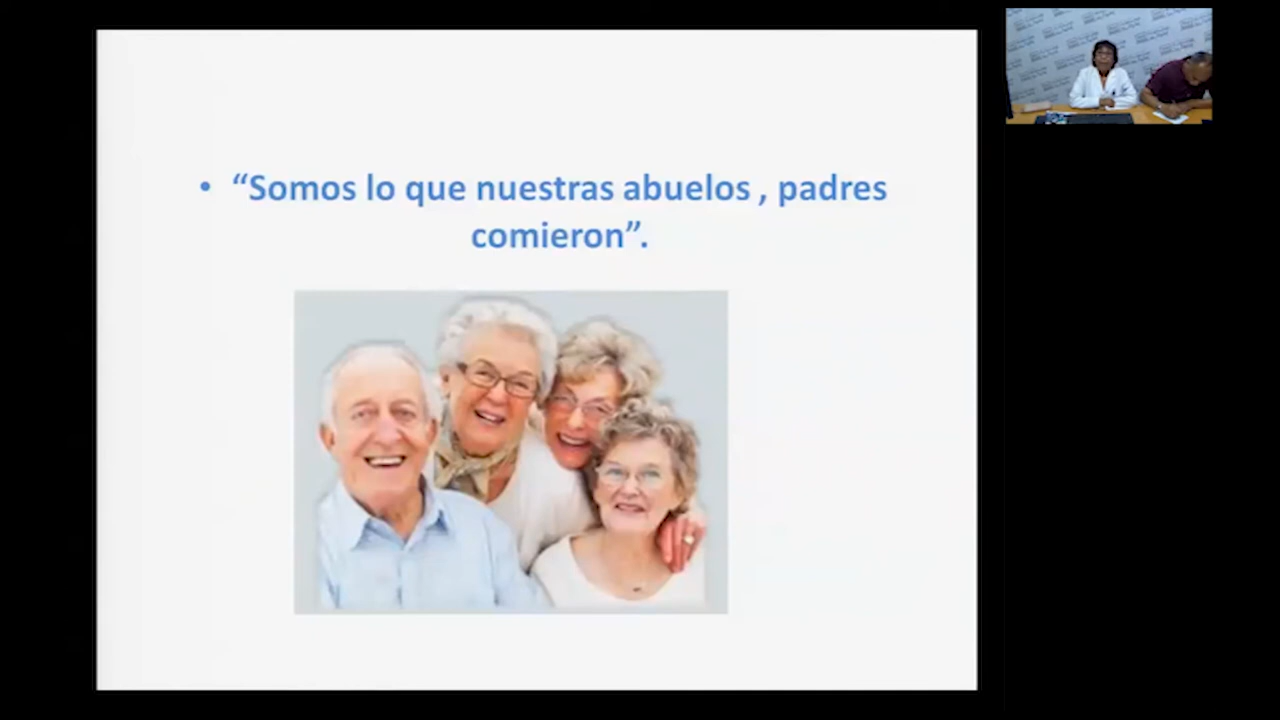 • “Somos lo que nuestras abuelos , padres
comieron”.